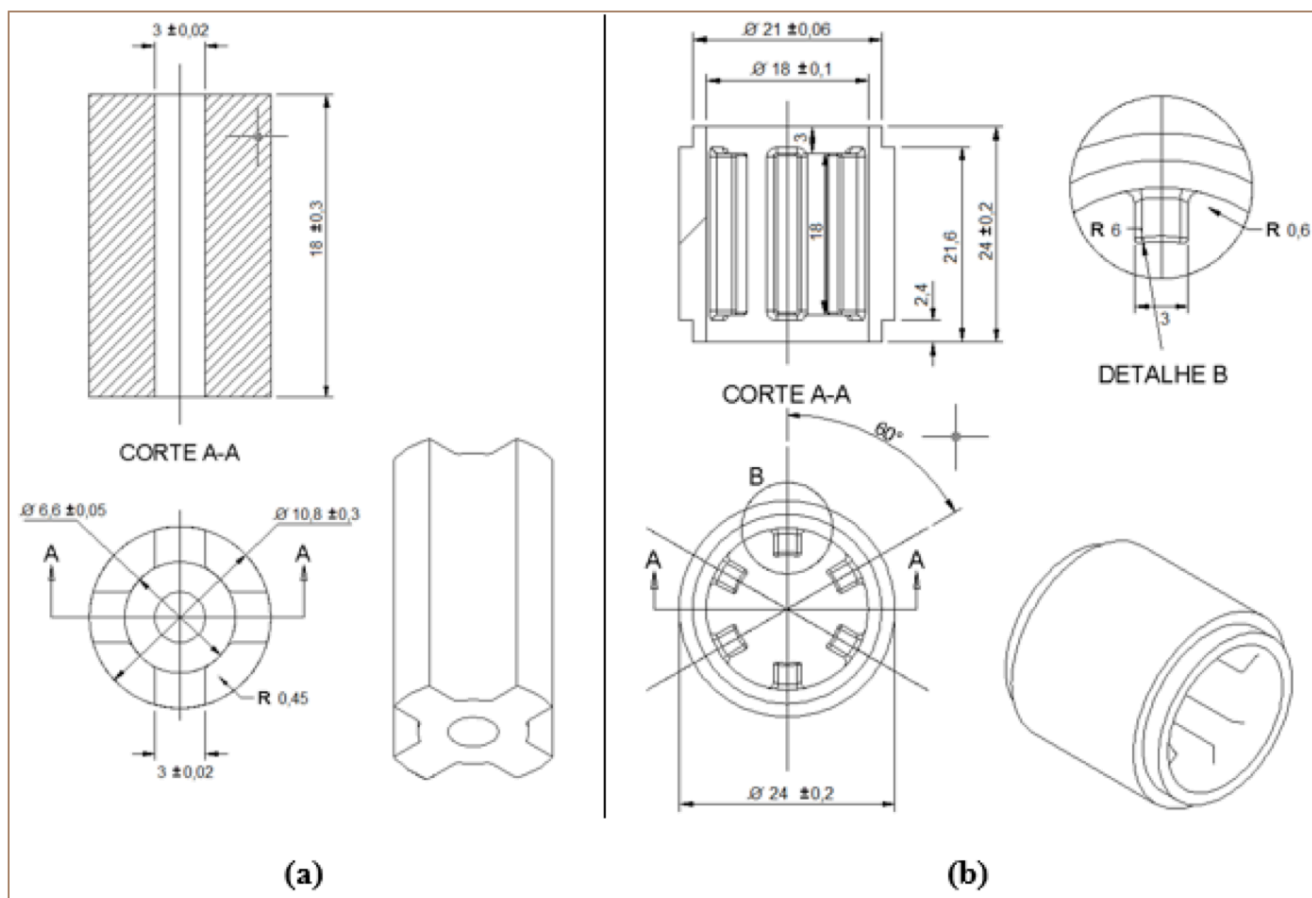 3 ±0,02
18 ±0,3
CORTE A-A
Ø 6,6 ±0,05
Ø 10,8 ±0,3
A
A
R 0,45
3 ±0,02
(a)
Ø 21 ±0,06
Ø 18 ±0,1
3
18
21,6
24 ±0,2
2,4
R 6
R 0,6
3
DETALHE B
CORTE A-A
60°
B
A
A
Ø 24 ±0,2
(b)